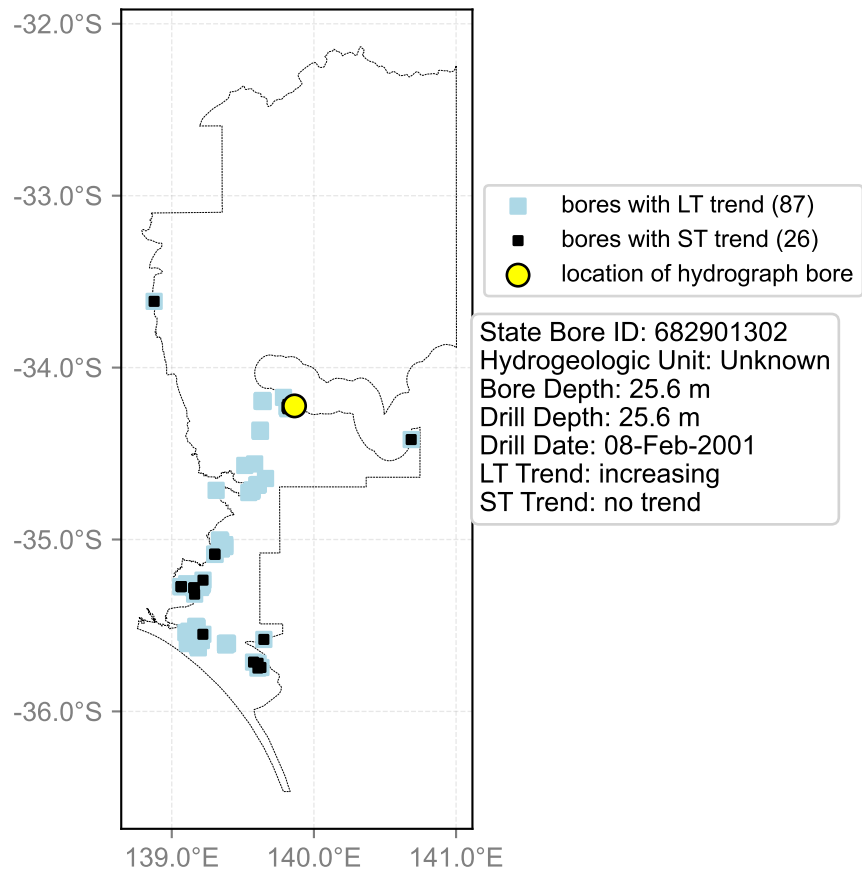 -32.0°S
-33.0°S
-34.0°S
-35.0°S
-36.0°S
139.0°E 140.0°E 141.0°E
bores with LT trend (87)
bores with ST trend (26)
location of hydrograph bore
State Bore ID: 682901302
Hydrogeologic Unit: Unknown
Bore Depth: 25.6 m
Drill Depth: 25.6 m
Drill Date: 08-Feb-2001
LT Trend: increasing
ST Trend: no trend